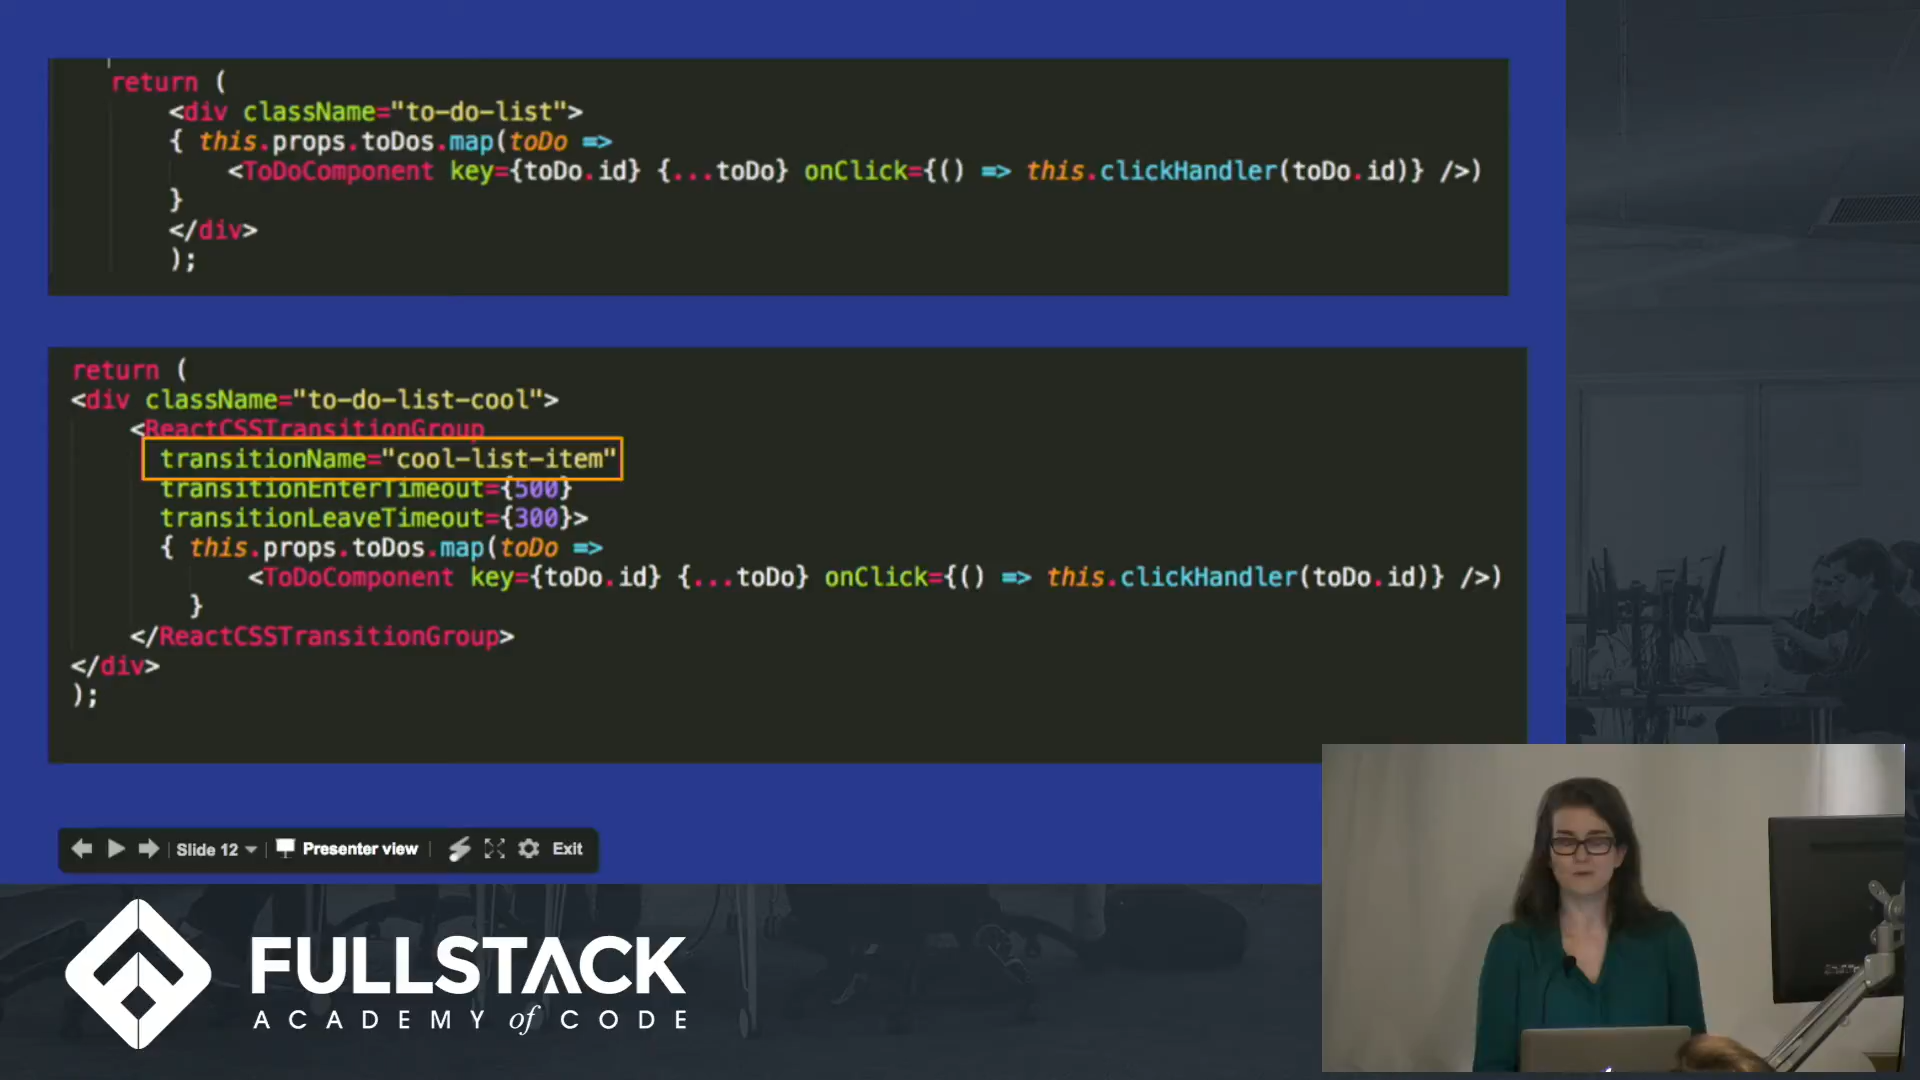 return (
<div className="to-do-list">
{ this.props.toDos.map(toDo =>
<ToDoComponent key={toDo.id} {...toDo} onClick={() => this.clickHandler(toDo.id)} />)
}
</div>
);
return (
<div className="to-do-list-cool">
<ReactCSSTransitionGroup
transitionName="cool-list-item"
transitionEnterTimeout={500}
transitionLeaveTimeout={300}>
{ this.props.toDos.map(toDo =>
<ToDoComponent key={toDo.id} {...toDo} onClick={() => this.clickHandler(toDo.id)} />)
}
</ReactCSSTransitionGroup>
</div>
);
Slide 12 Presenter view Exit
FULLSTACK
ACADEMY of CODE